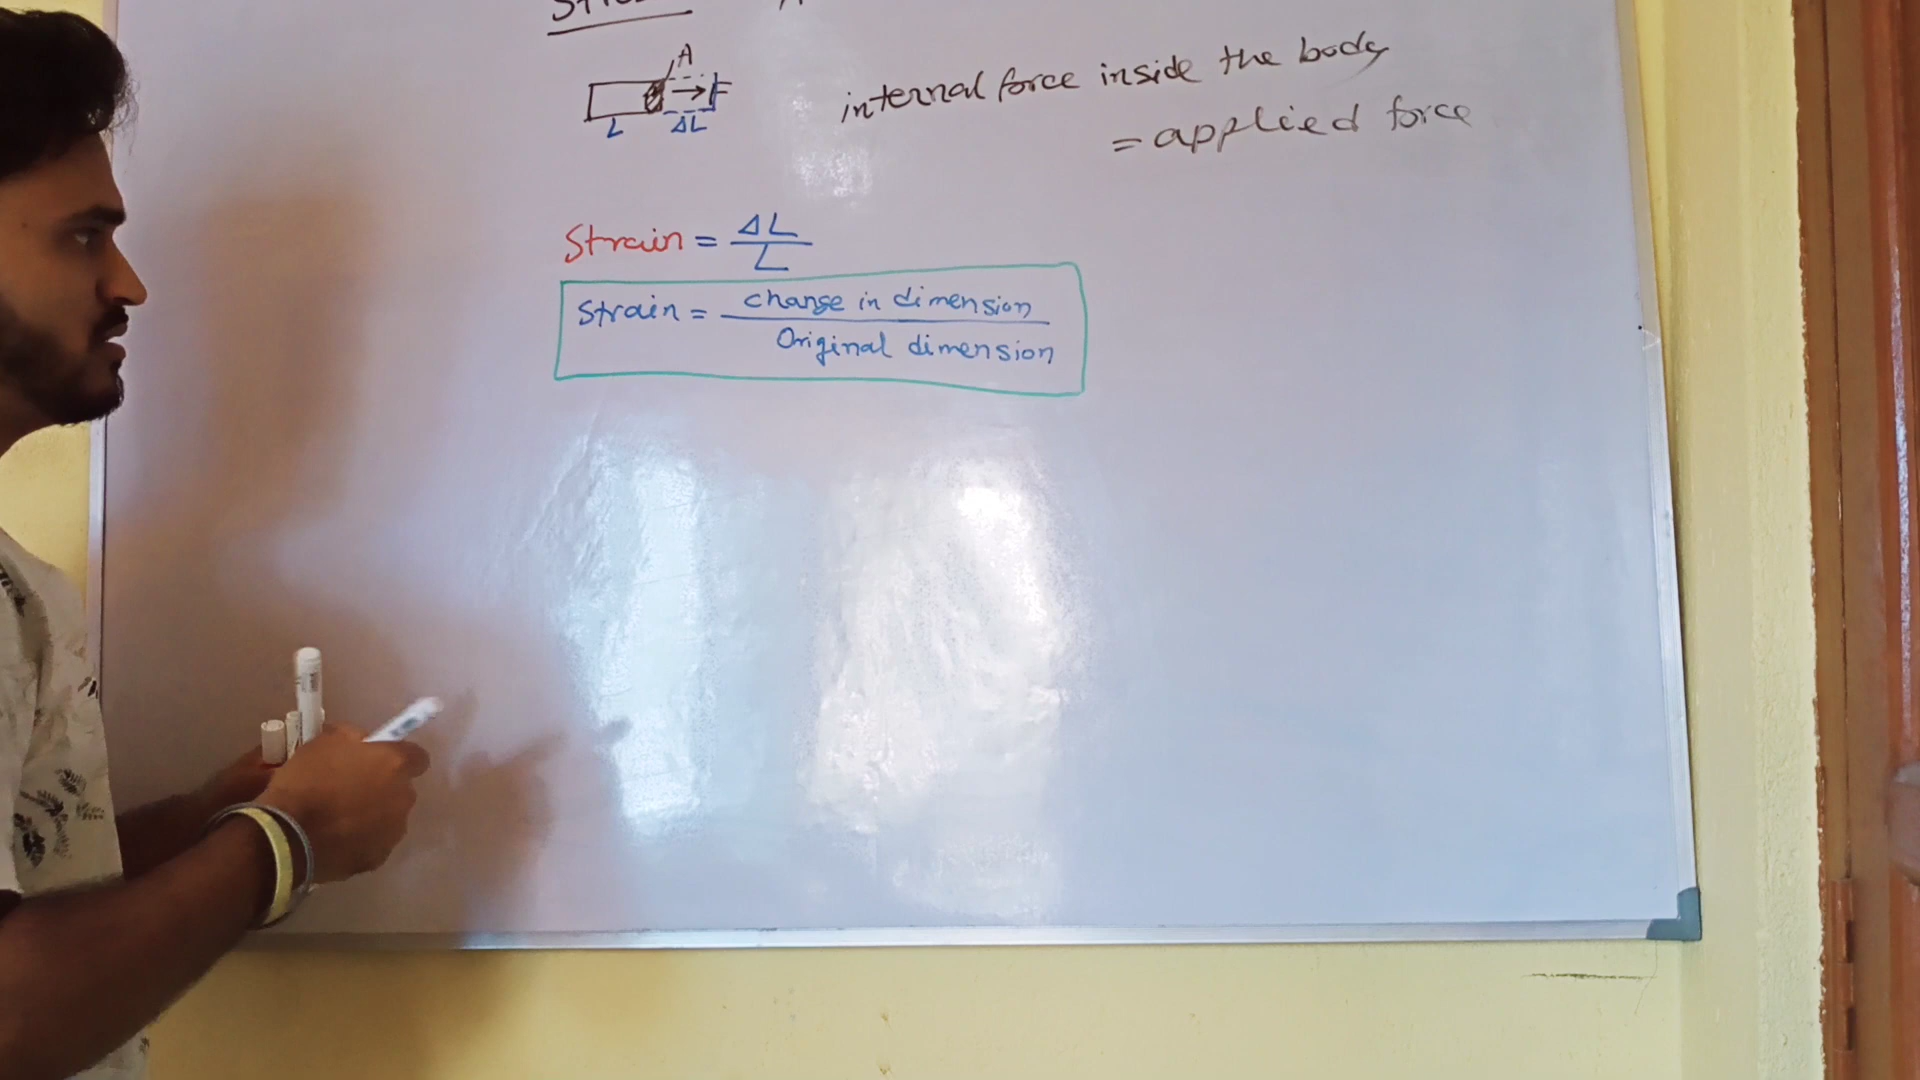 A
F
L ΔL
internal force inside the body
= applied force
Strain = ΔL
L
Strain = change in dimension
Original dimension